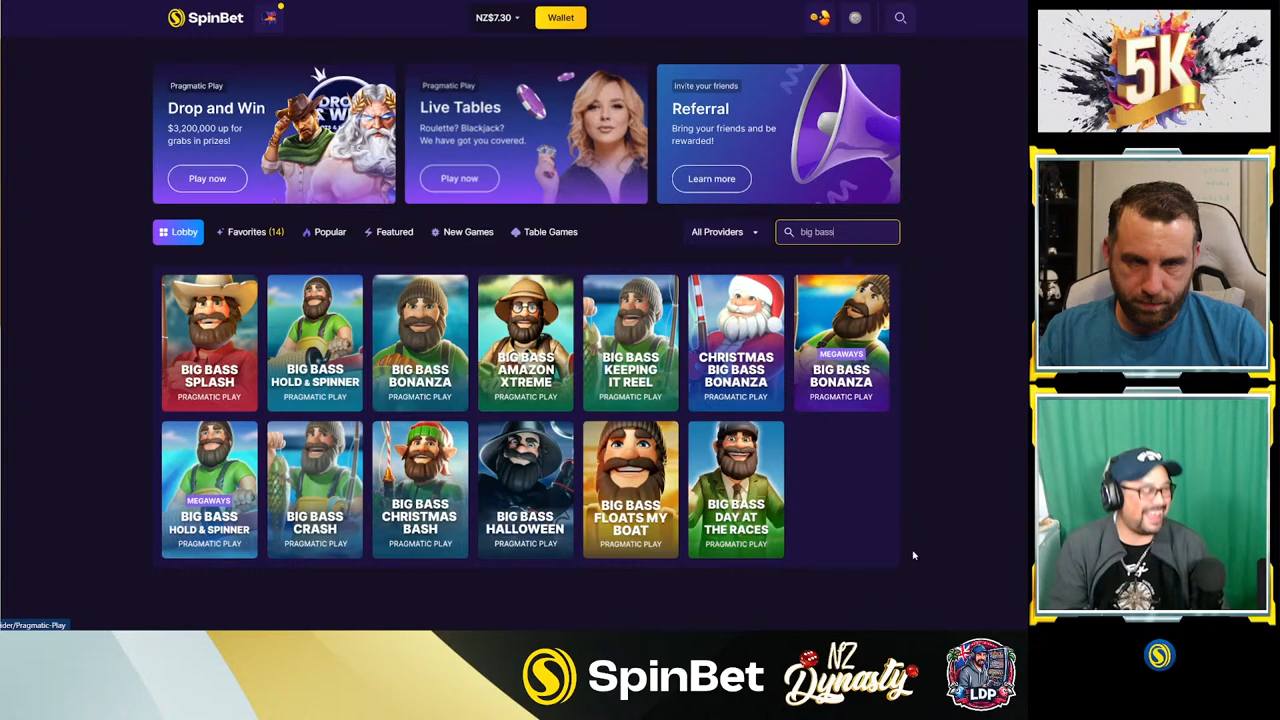 SpinBet
NZ$7.30
Wallet
Pragmatic Play
Drop and Win
$3,200,000 up for
grabs in prizes!
Play now
Pragmatic Play
Live Tables
Roulette? Blackjack?
We have got you covered.
Play now
Invite your friends
Referral
Bring your friends and be
rewarded!
Learn more
5K
Lobby
Favorites (14)
Popular
Featured
New Games
Table Games
All Providers
big bass
BIG BASS
SPLASH
PRAGMATIC PLAY
BIG BASS
HOLD & SPINNER
PRAGMATIC PLAY
BIG BASS
BONANZA
PRAGMATIC PLAY
BIG BASS
AMAZON
XTREME
PRAGMATIC PLAY
BIG BASS
KEEPING
IT REEL
PRAGMATIC PLAY
CHRISTMAS
BIG BASS
BONANZA
PRAGMATIC PLAY
MEGAWAYS
BIG BASS
BONANZA
PRAGMATIC PLAY
MEGAWAYS
BIG BASS
HOLD & SPINNER
PRAGMATIC PLAY
BIG BASS
CRASH
PRAGMATIC PLAY
BIG BASS
CHRISTMAS
BASH
PRAGMATIC PLAY
BIG BASS
HALLOWEEN
PRAGMATIC PLAY
BIG BASS
FLOATS MY
BOAT
PRAGMATIC PLAY
BIG BASS
DAY AT
THE RACES
PRAGMATIC PLAY
ider/Pragmatic-Play
SpinBet
NZ
Dynasty
LDP